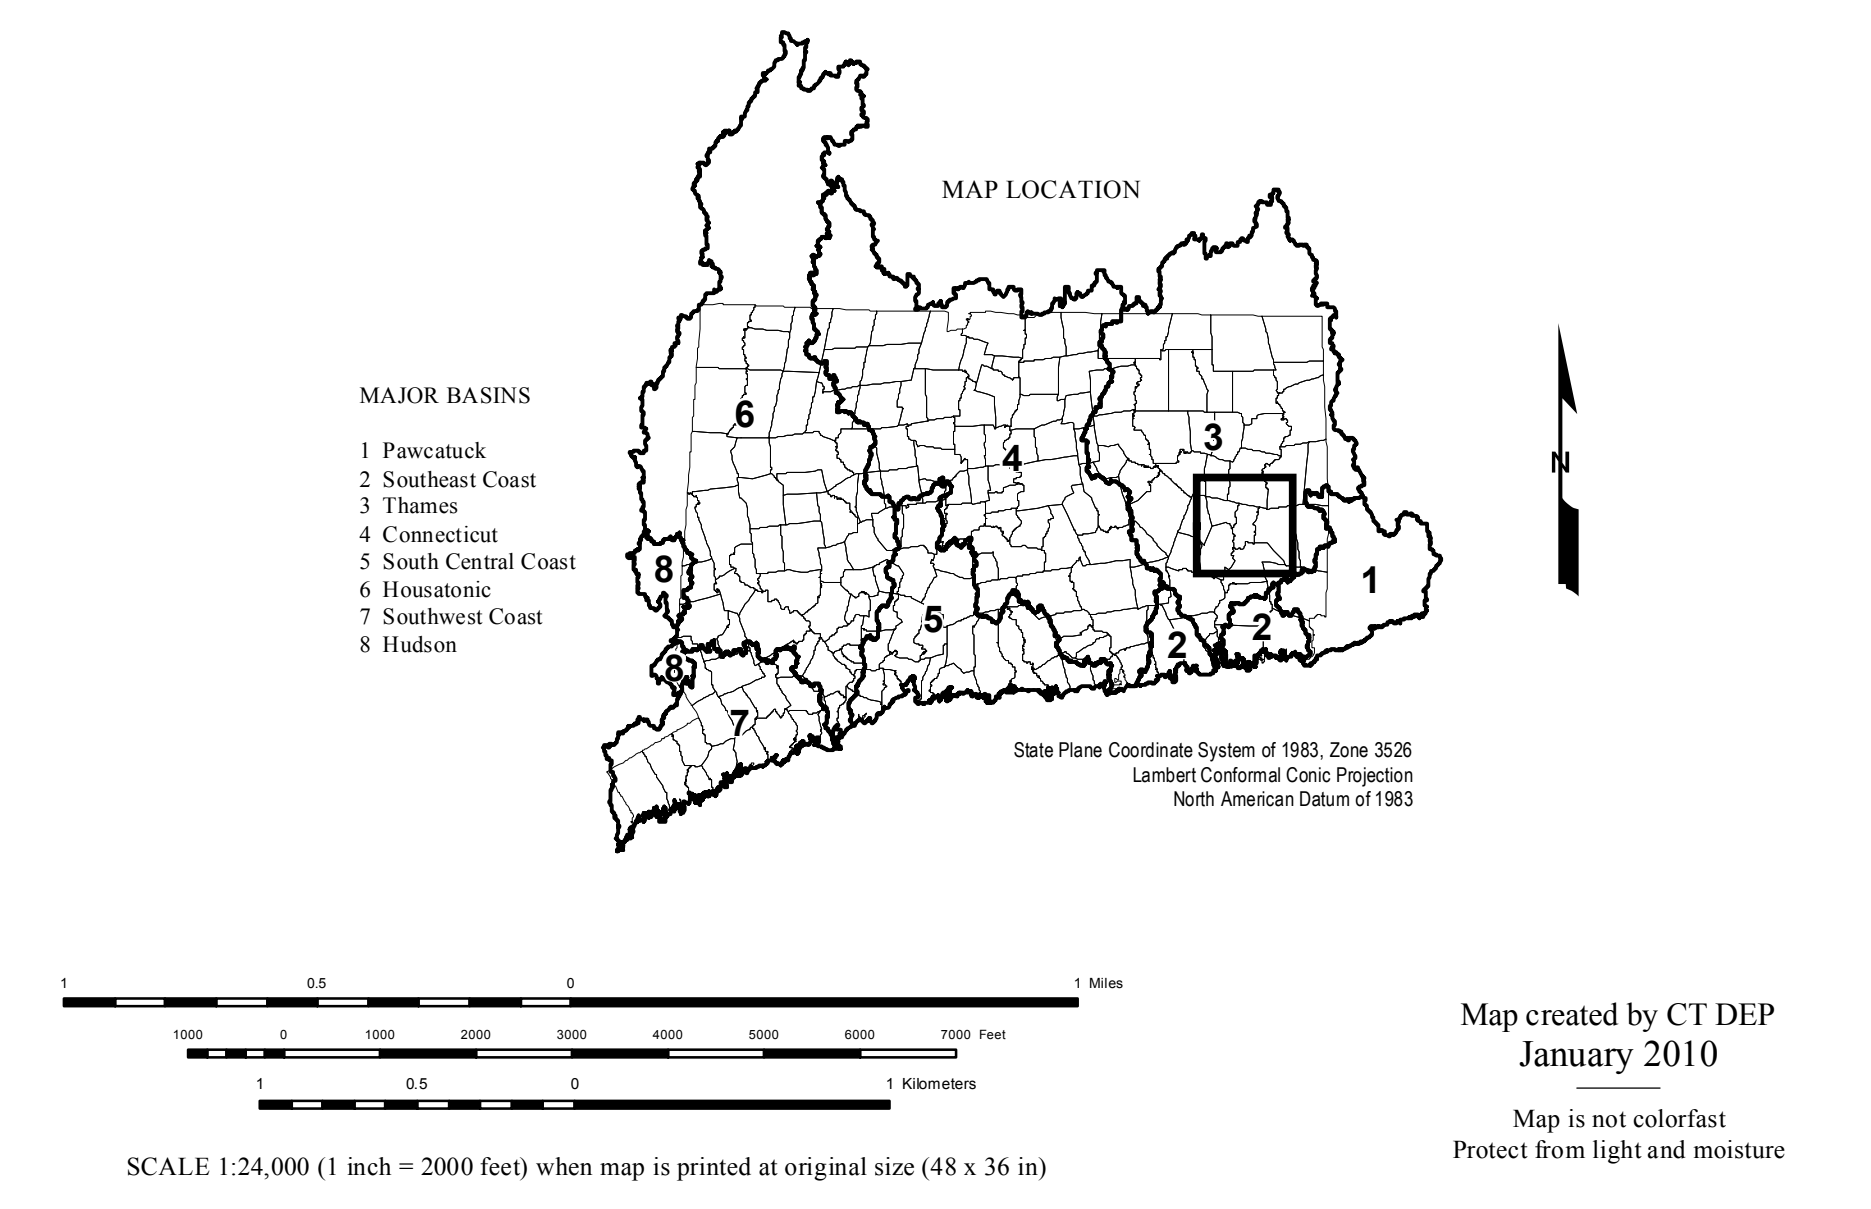 MAP LOCATION
MAJOR BASINS
1 Pawcatuck
2 Southeast Coast
3 Thames
4 Connecticut
5 South Central Coast
6 Housatonic
7 Southwest Coast
8 Hudson
6
4
3
8
5
1
2
2
8
7
N
State Plane Coordinate System of 1983, Zone 3526
Lambert Conformal Conic Projection
North American Datum of 1983
1 0.5 0 1 Miles
1000 0 1000 2000 3000 4000 5000 6000 7000 Feet
1 0.5 0 1 Kilometers
SCALE 1:24,000 (1 inch = 2000 feet) when map is printed at original size (48 x 36 in)
Map created by CT DEP
January 2010
Map is not colorfast
Protect from light and moisture